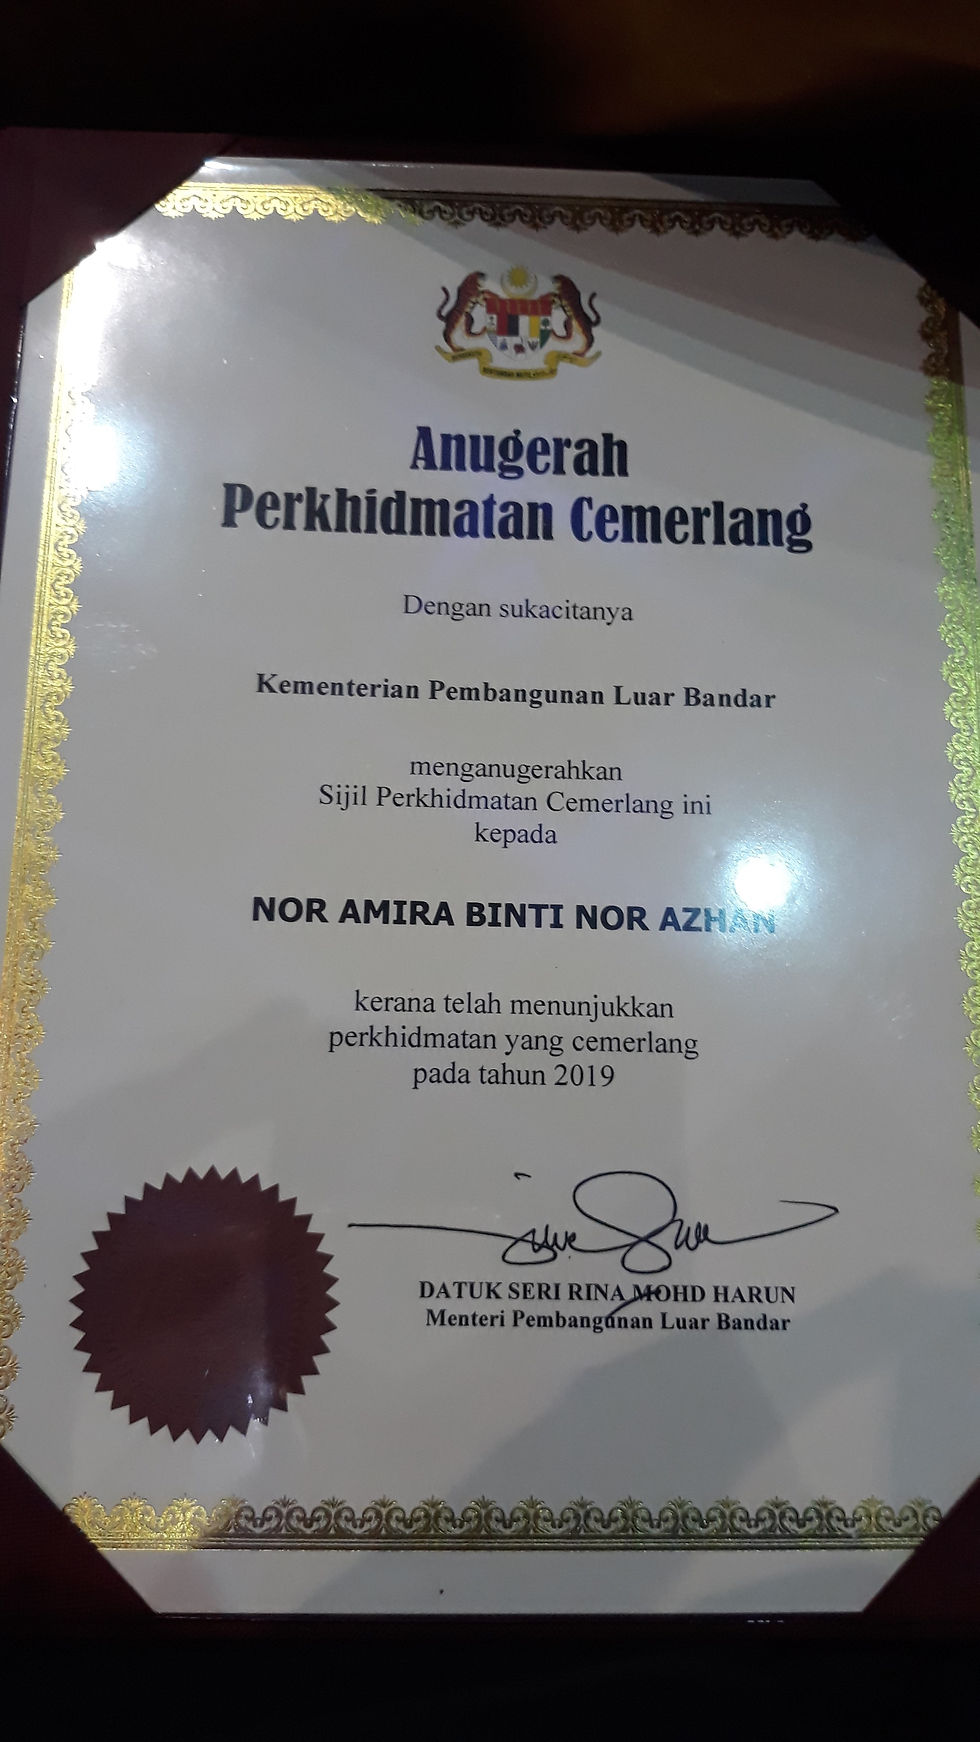 Anugerah
Perkhidmatan Cemerlang
Dengan sukacitanya
Kementerian Pembangunan Luar Bandar
menganugerahkan
Sijil Perkhidmatan Cemerlang ini
kepada
NOR AMIRA BINTI NOR AZHAN
kerana telah menunjukkan
perkhidmatan yang cemerlang
pada tahun 2019
DATUK SERI RINA MOHD HARUN
Menteri Pembangunan Luar Bandar